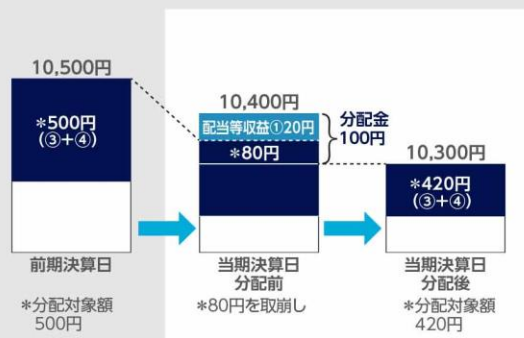 10,500円
*500円
(③+④)
前期決算日
*分配対象額
500円
10,400円
配当等収益①20円
*80円
分配金
100円
当期決算日
分配前
*80円を取崩し
10,300円
*420円
(③+④)
当期決算日
分配後
*分配対象額
420円